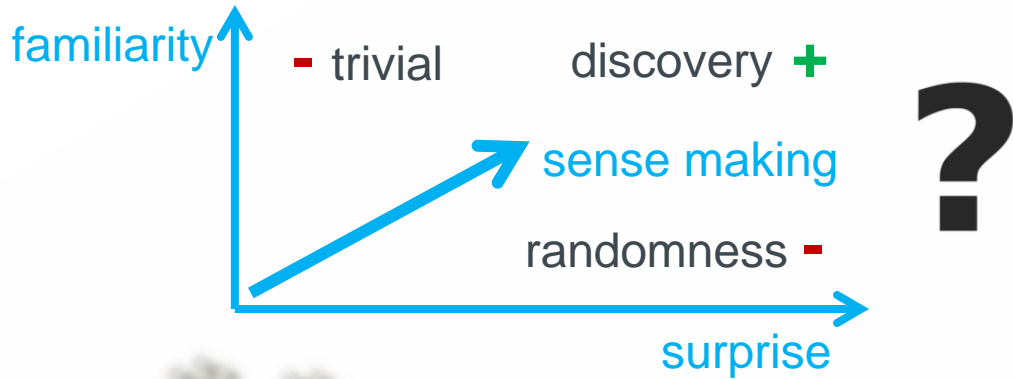 familiarity
- trivial
discovery +
sense making
randomness -
surprise
?